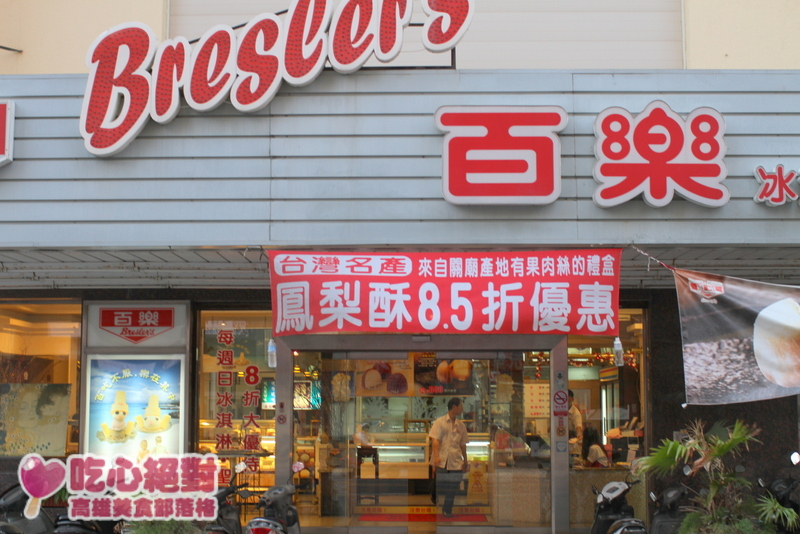 Bresler's
百樂 冰
台灣名產 來自關廟產地有果肉絲的禮盒
鳳梨酥8.5折優惠
百樂
Bresler's
每週日冰淇淋
8折大優待
吃心絕對
高雄美食部落格